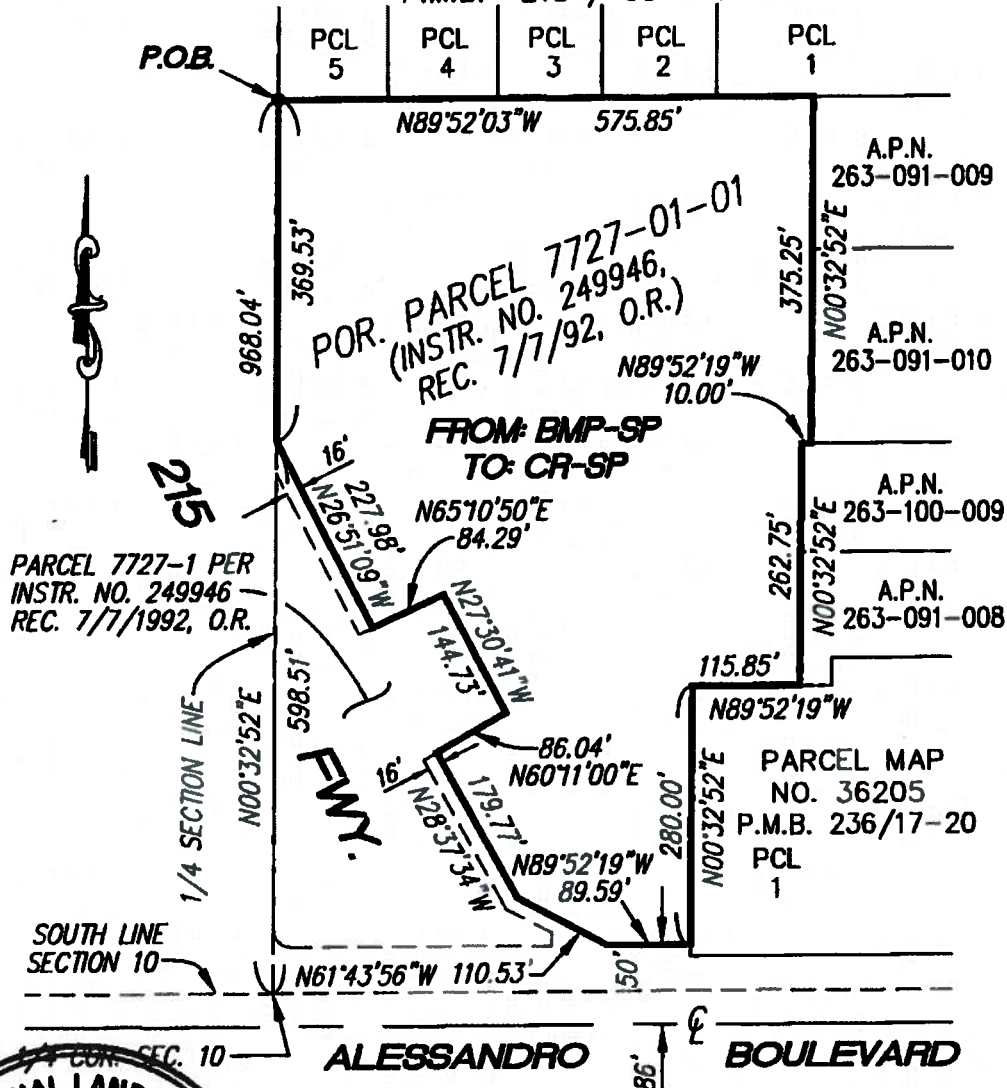 P.O.B.
PCL
5
PCL
4
PCL
3
PCL
2
PCL
1
N89°52'03"W 575.85'
A.P.N.
263-091-009
N00°32'52"E
375.25'
A.P.N.
263-091-010
369.53'
968.04'
POR. PARCEL 7727-01-01
(INSTR. NO. 249946,
REC. 7/7/92, O.R.)
N89°52'19"W
10.00'
FROM: BMP-SP
TO: CR-SP
215
16'
227.98'
N26°51'09"W
N65°10'50"E
84.29'
A.P.N.
263-100-009
N00°32'52"E
262.75'
A.P.N.
263-091-008
PARCEL 7727-1 PER
INSTR. NO. 249946
REC. 7/7/1992, O.R.
N27°30'41"W
144.73'
115.85'
N89°52'19"W
598.51'
N00°32'52"E
1/4 SECTION LINE
FWY.
86.04'
N60°11'00"E
16'
179.77'
N28°37'34"W
280.00'
N00°32'52"E
PARCEL MAP
NO. 36205
P.M.B. 236/17-20
PCL
1
N89°52'19"W
89.59'
SOUTH LINE
SECTION 10
N61°43'56"W 110.53'
50'
SEC. 10
ALESSANDRO BOULEVARD
℄
86'
LAND